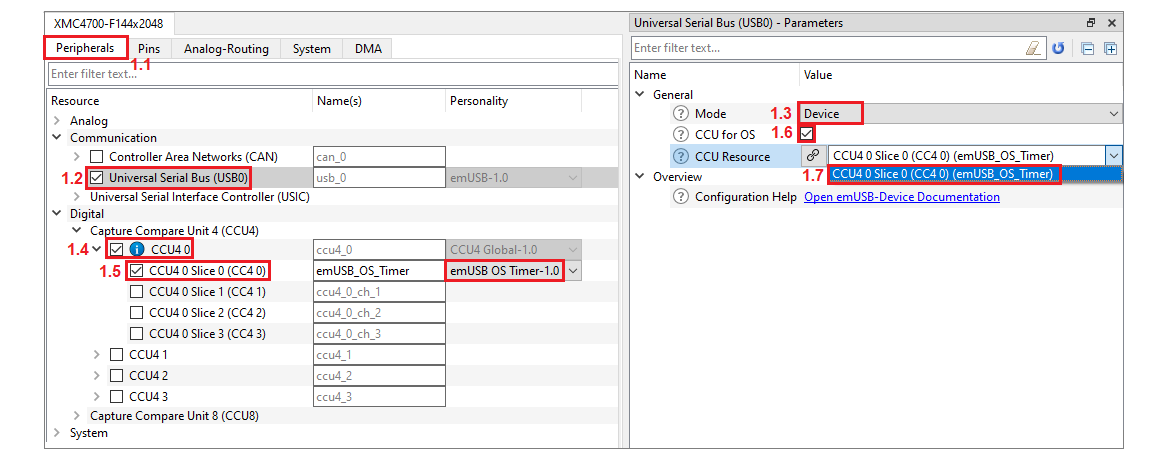 XMC4700-F144x2048
Peripherals Pins Analog-Routing System DMA
1.1
Enter filter text...
Resource Name(s) Personality
Analog
Communication
Controller Area Networks (CAN) can_0
1.2 Universal Serial Bus (USB0) usb_0 emUSB-1.0
Universal Serial Interface Controller (USIC)
Digital
Capture Compare Unit 4 (CCU4)
1.4 CCU4 0 ccu4_0 CCU4 Global-1.0
1.5 CCU4 0 Slice 0 (CC4 0) emUSB_OS_Timer emUSB OS Timer-1.0
CCU4 0 Slice 1 (CC4 1) ccu4_0_ch_1
CCU4 0 Slice 2 (CC4 2) ccu4_0_ch_2
CCU4 0 Slice 3 (CC4 3) ccu4_0_ch_3
CCU4 1 ccu4_1
CCU4 2 ccu4_2
CCU4 3 ccu4_3
Capture Compare Unit 8 (CCU8)
System
Universal Serial Bus (USB0) - Parameters
Enter filter text...
Name Value
General
Mode 1.3 Device
CCU for OS 1.6
CCU Resource CCU4 0 Slice 0 (CC4 0) (emUSB_OS_Timer)
Overview 1.7 CCU4 0 Slice 0 (CC4 0) (emUSB_OS_Timer)
Configuration Help Open emUSB-Device Documentation